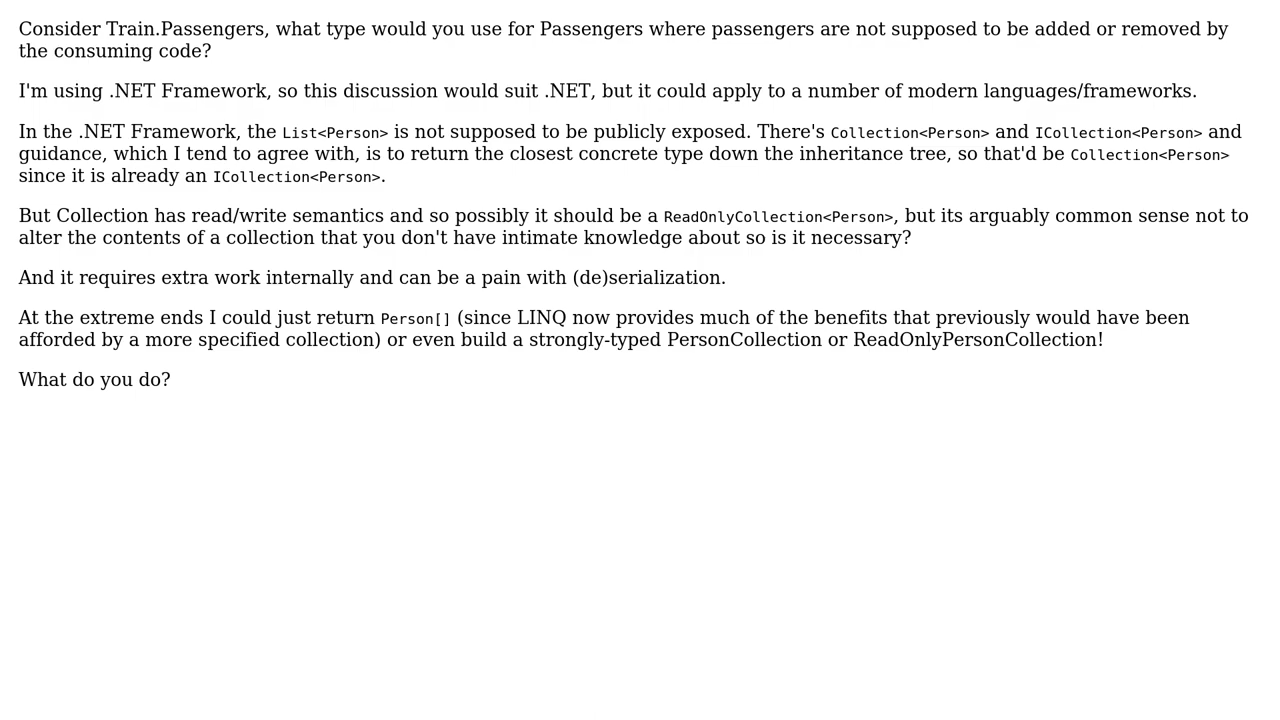 Consider Train.Passengers, what type would you use for Passengers where passengers are not supposed to be added or removed by
the consuming code?
I'm using .NET Framework, so this discussion would suit .NET, but it could apply to a number of modern languages/frameworks.
In the .NET Framework, the List<Person> is not supposed to be publicly exposed. There's Collection<Person> and ICollection<Person> and
guidance, which I tend to agree with, is to return the closest concrete type down the inheritance tree, so that'd be Collection<Person>
since it is already an ICollection<Person>.
But Collection has read/write semantics and so possibly it should be a ReadOnlyCollection<Person>, but its arguably common sense not to
alter the contents of a collection that you don't have intimate knowledge about so is it necessary?
And it requires extra work internally and can be a pain with (de)serialization.
At the extreme ends I could just return Person[] (since LINQ now provides much of the benefits that previously would have been
afforded by a more specified collection) or even build a strongly-typed PersonCollection or ReadOnlyPersonCollection!
What do you do?